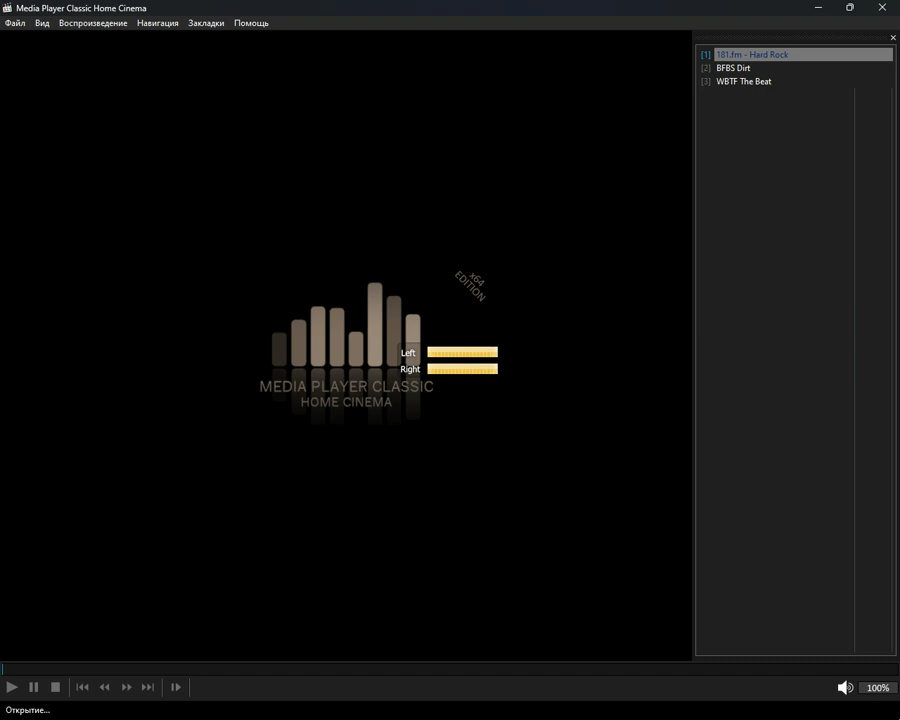 Media Player Classic Home Cinema
Файл Вид Воспроизведение Навигация Закладки Помощь
[1] 181.fm - Hard Rock
[2] BFBS Dirt
[3] WBTF The Beat
x64
EDITION
Left
Right
MEDIA PLAYER CLASSIC
HOME CINEMA
100%
Открытие...